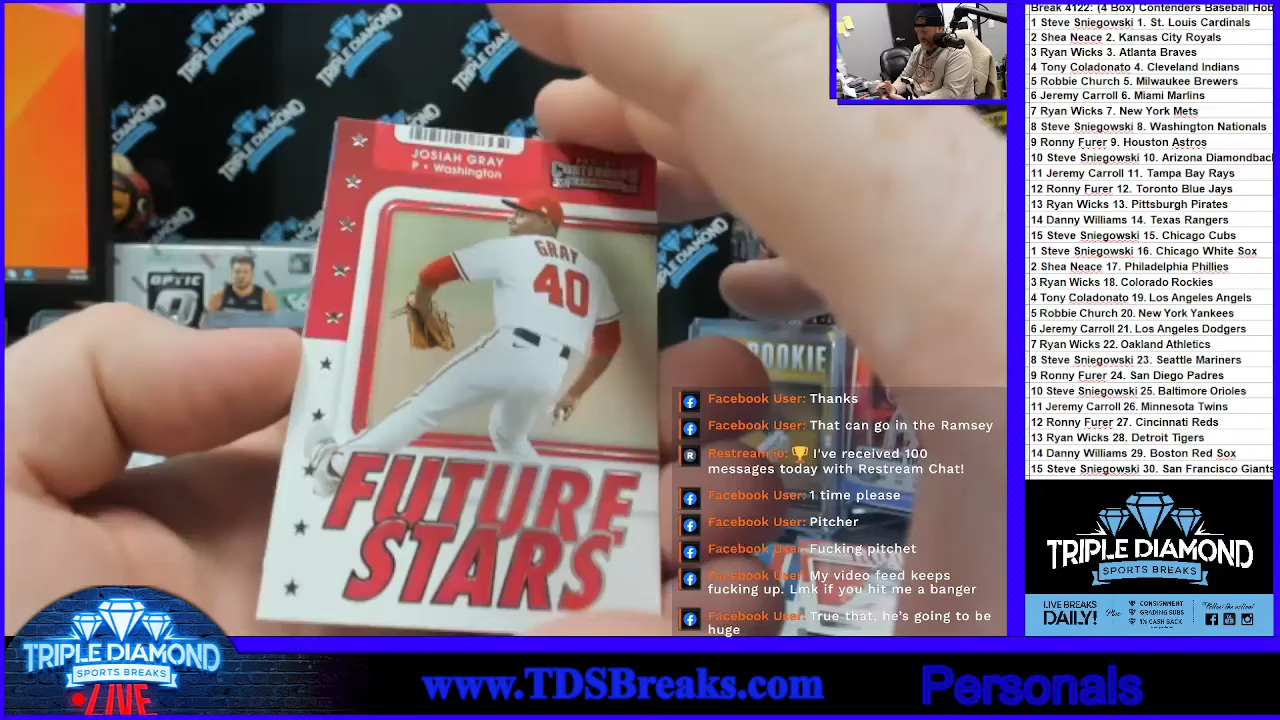 JOSIAH GRAY
P • Washington
CONTENDERS
GRAY
40
FUTURE
STARS
OPTIC
ROOKIE
TRIPLE DIAMOND
Facebook User: Thanks
Facebook User: That can go in the Ramsey
Restream.io: 🏆 I've received 100
messages today with Restream Chat!
Facebook User: 1 time please
Facebook User: Pitcher
Facebook User: Fucking pitchet
Facebook User: My video feed keeps
fucking up. Lmk if you hit me a banger
Facebook User: True that, he's going to be
huge
Break 4122: (4 Box) Contenders Baseball Hob
1 Steve Sniegowski 1. St. Louis Cardinals
2 Shea Neace 2. Kansas City Royals
3 Ryan Wicks 3. Atlanta Braves
4 Tony Coladonato 4. Cleveland Indians
5 Robbie Church 5. Milwaukee Brewers
6 Jeremy Carroll 6. Miami Marlins
7 Ryan Wicks 7. New York Mets
8 Steve Sniegowski 8. Washington Nationals
9 Ronny Furer 9. Houston Astros
10 Steve Sniegowski 10. Arizona Diamondbac
11 Jeremy Carroll 11. Tampa Bay Rays
12 Ronny Furer 12. Toronto Blue Jays
13 Ryan Wicks 13. Pittsburgh Pirates
14 Danny Williams 14. Texas Rangers
15 Steve Sniegowski 15. Chicago Cubs
1 Steve Sniegowski 16. Chicago White Sox
2 Shea Neace 17. Philadelphia Phillies
3 Ryan Wicks 18. Colorado Rockies
4 Tony Coladonato 19. Los Angeles Angels
5 Robbie Church 20. New York Yankees
6 Jeremy Carroll 21. Los Angeles Dodgers
7 Ryan Wicks 22. Oakland Athletics
8 Steve Sniegowski 23. Seattle Mariners
9 Ronny Furer 24. San Diego Padres
10 Steve Sniegowski 25. Baltimore Orioles
11 Jeremy Carroll 26. Minnesota Twins
12 Ronny Furer 27. Cincinnati Reds
13 Ryan Wicks 28. Detroit Tigers
14 Danny Williams 29. Boston Red Sox
15 Steve Sniegowski 30. San Francisco Giants
TRIPLE DIAMOND
SPORTS BREAKS
LIVE BREAKS
DAILY!
Plus
CONSIGNMENT
GRADING SUBS
1% CASH BACK
Follow the action!
TRIPLE DIAMOND
SPORTS BREAKS
LIVE
www.TDSBreaks.com
Personals